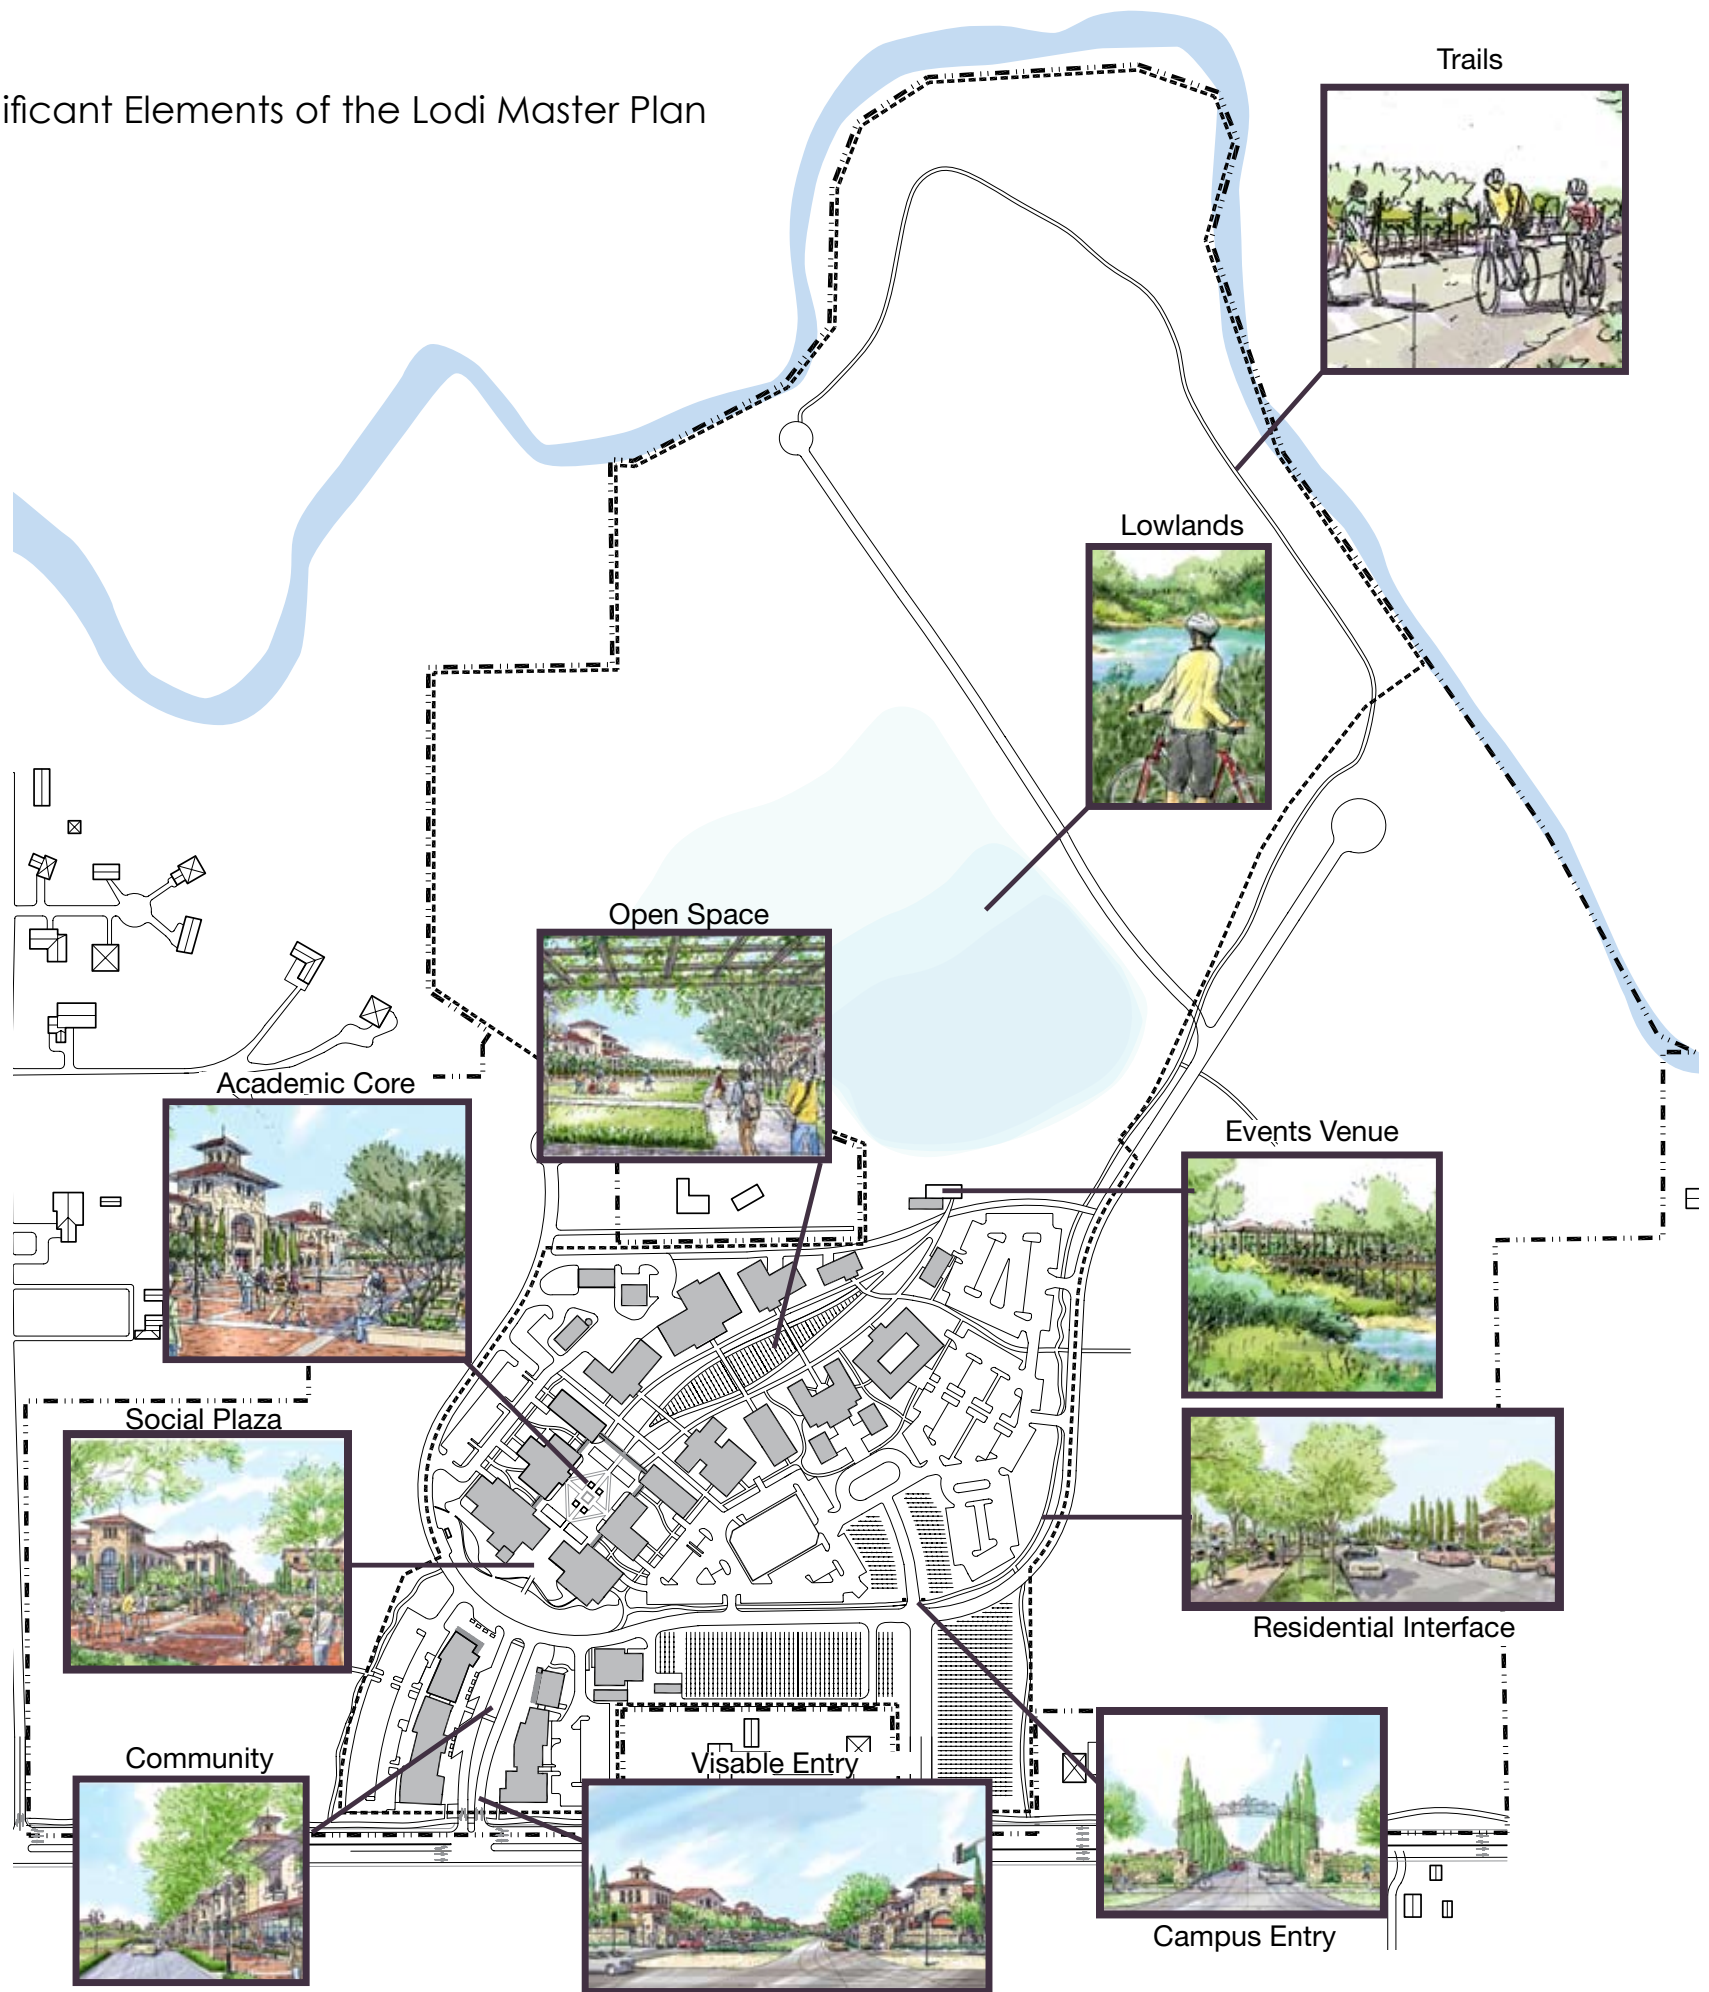 ificant Elements of the Lodi Master Plan
Trails
Lowlands
Open Space
Academic Core
Events Venue
Social Plaza
Residential Interface
Community
Visable Entry
Campus Entry